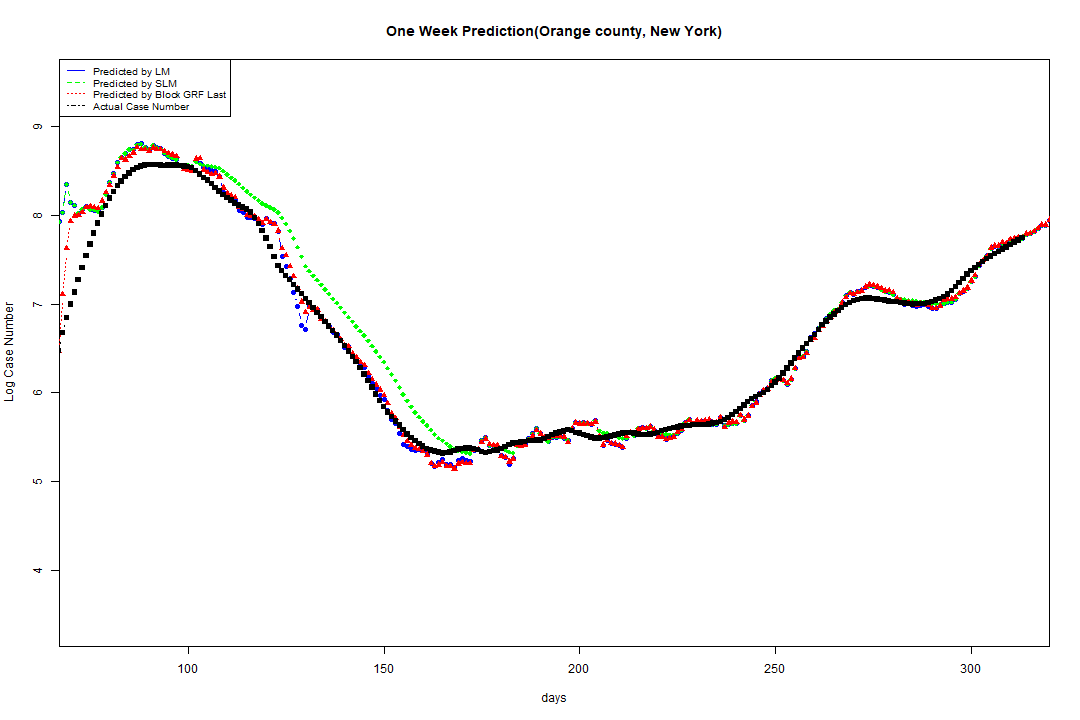 One Week Prediction(Orange county, New York)
Predicted by LM
Predicted by SLM
Predicted by Block GRF Last
Actual Case Number
9
8
7
6
5
4
Log Case Number
100 150 200 250 300
days